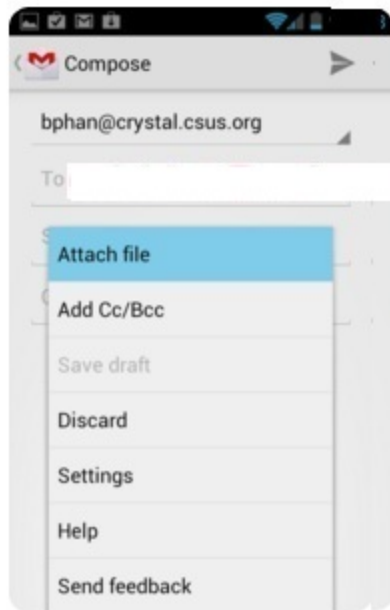 Compose
bphan@crystal.csus.org
To
Attach file
Add Cc/Bcc
Save draft
Discard
Settings
Help
Send feedback